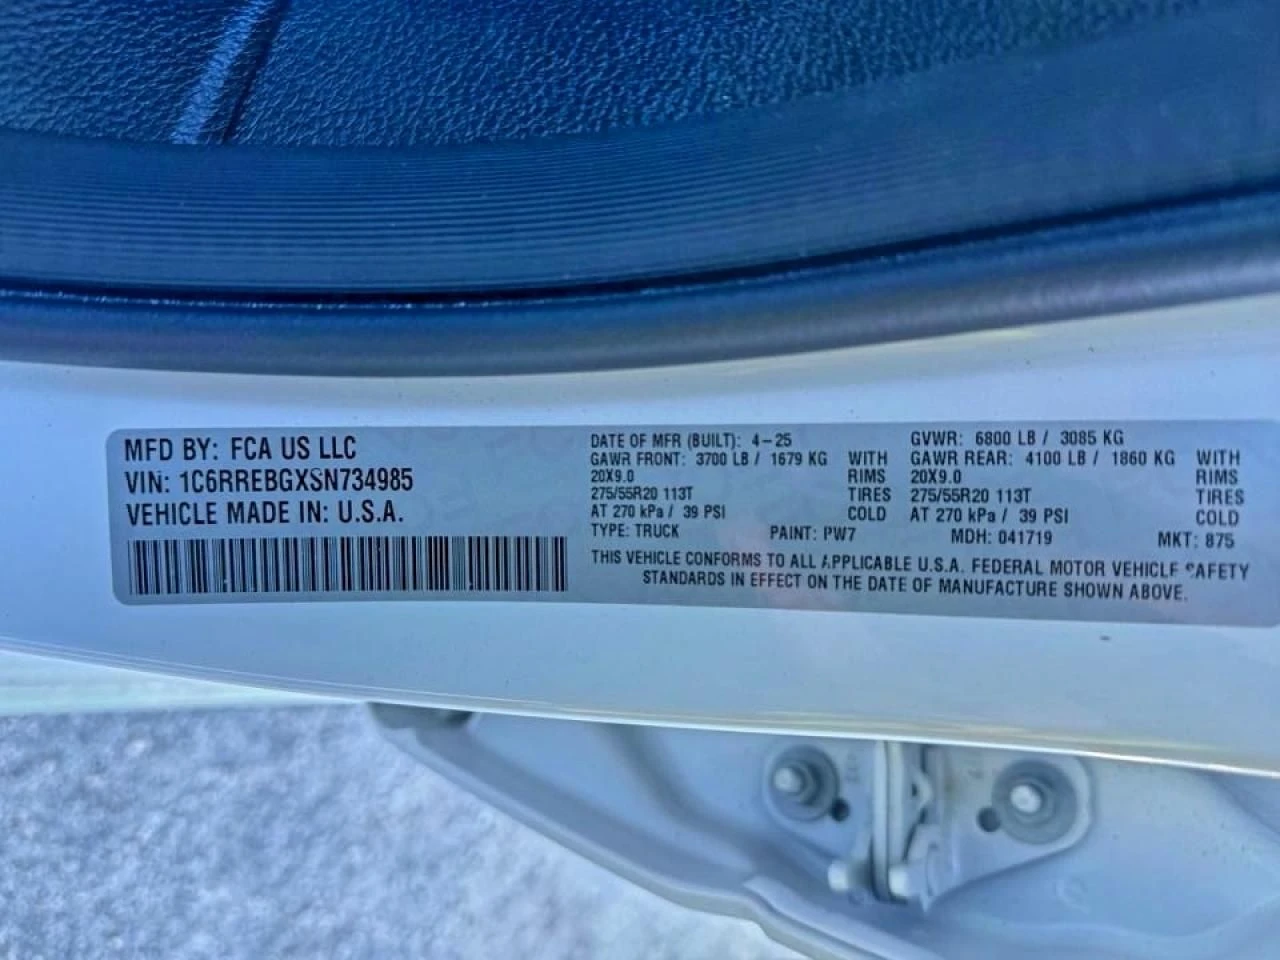 MFD BY: FCA US LLC
VIN: 1C6RREBGXSN734985
VEHICLE MADE IN: U.S.A.
DATE OF MFR (BUILT): 4-25
GAWR FRONT: 3700 LB / 1679 KG WITH
20X9.0 RIMS
275/55R20 113T TIRES
AT 270 kPa / 39 PSI COLD
TYPE: TRUCK PAINT: PW7 MDH: 041719 MKT: 875
GVWR: 6800 LB / 3085 KG
GAWR REAR: 4100 LB / 1860 KG WITH
20X9.0 RIMS
275/55R20 113T TIRES
AT 270 kPa / 39 PSI COLD
THIS VEHICLE CONFORMS TO ALL APPLICABLE U.S.A. FEDERAL MOTOR VEHICLE SAFETY
STANDARDS IN EFFECT ON THE DATE OF MANUFACTURE SHOWN ABOVE.